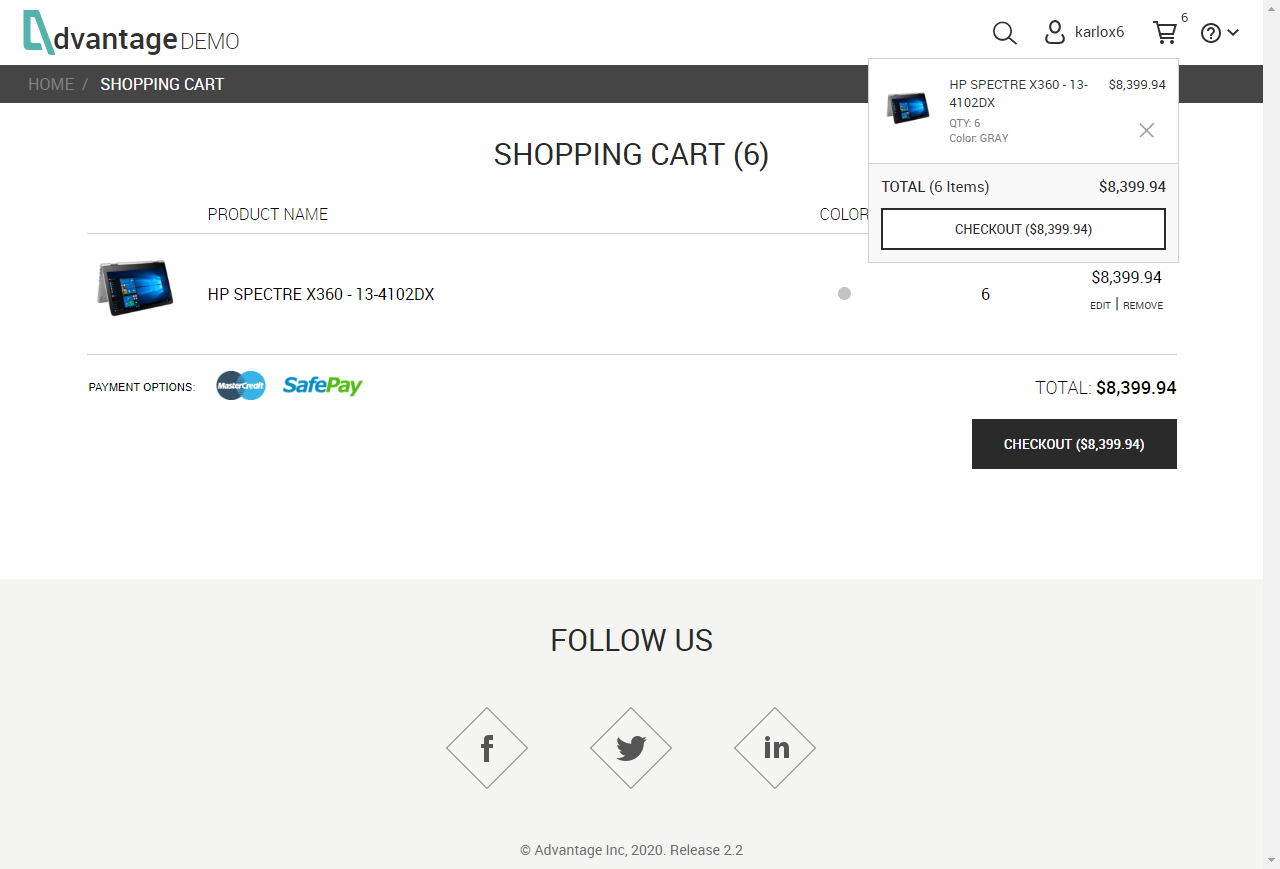 dvantage DEMO
karlox6
6
HOME / SHOPPING CART
HP SPECTRE X360 - 13-4102DX
$8,399.94
QTY: 6
Color: GRAY
TOTAL (6 Items) $8,399.94
CHECKOUT ($8,399.94)
SHOPPING CART (6)
PRODUCT NAME
COLOR
HP SPECTRE X360 - 13-4102DX
6
$8,399.94
EDIT | REMOVE
PAYMENT OPTIONS:
MasterCredit
SafePay
TOTAL: $8,399.94
CHECKOUT ($8,399.94)
FOLLOW US
f
in
© Advantage Inc, 2020. Release 2.2